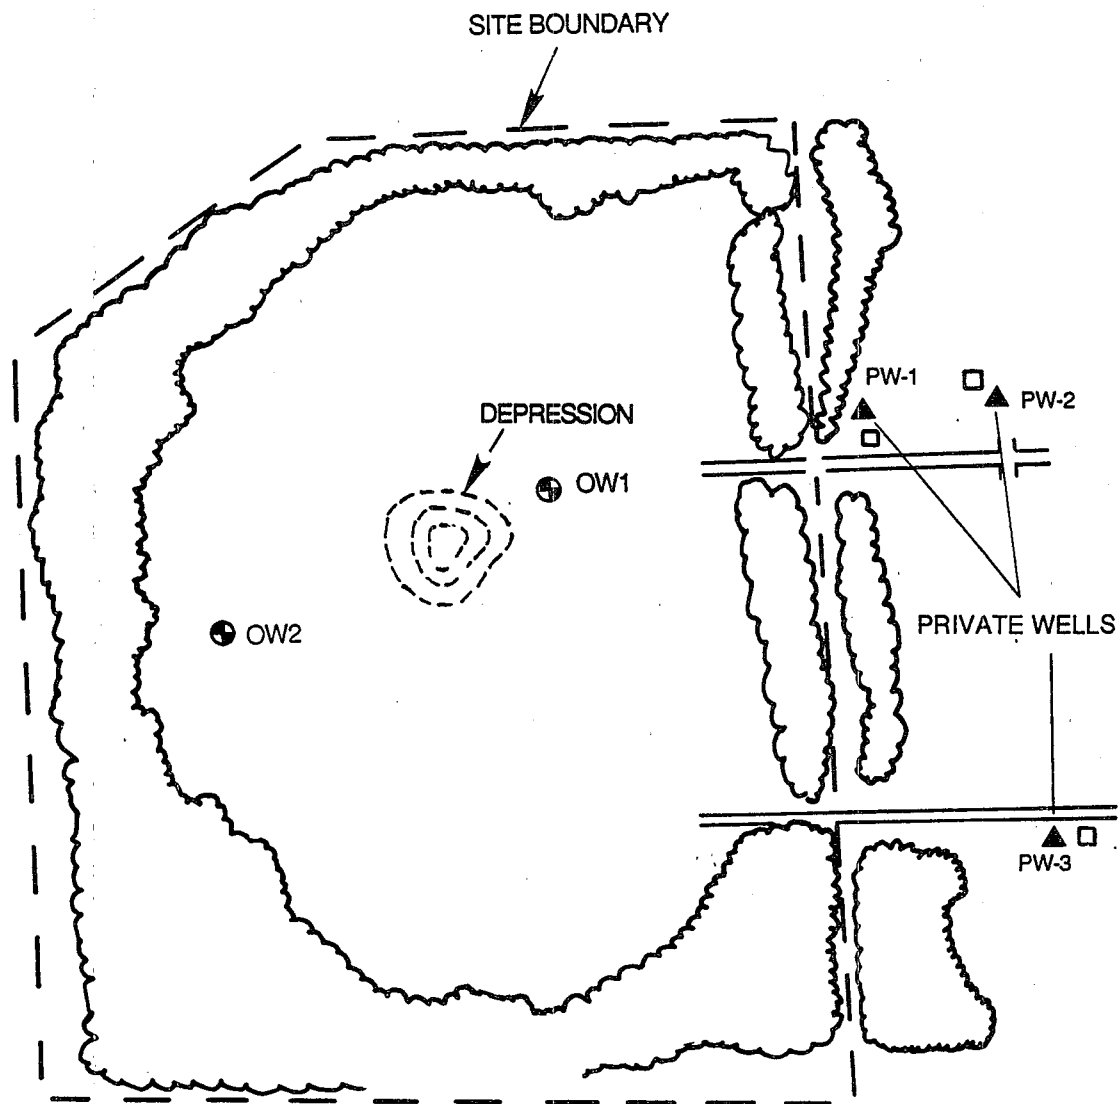 SITE BOUNDARY
PW-1
PW-2
DEPRESSION
OW1
PRIVATE WELLS
OW2
PW-3